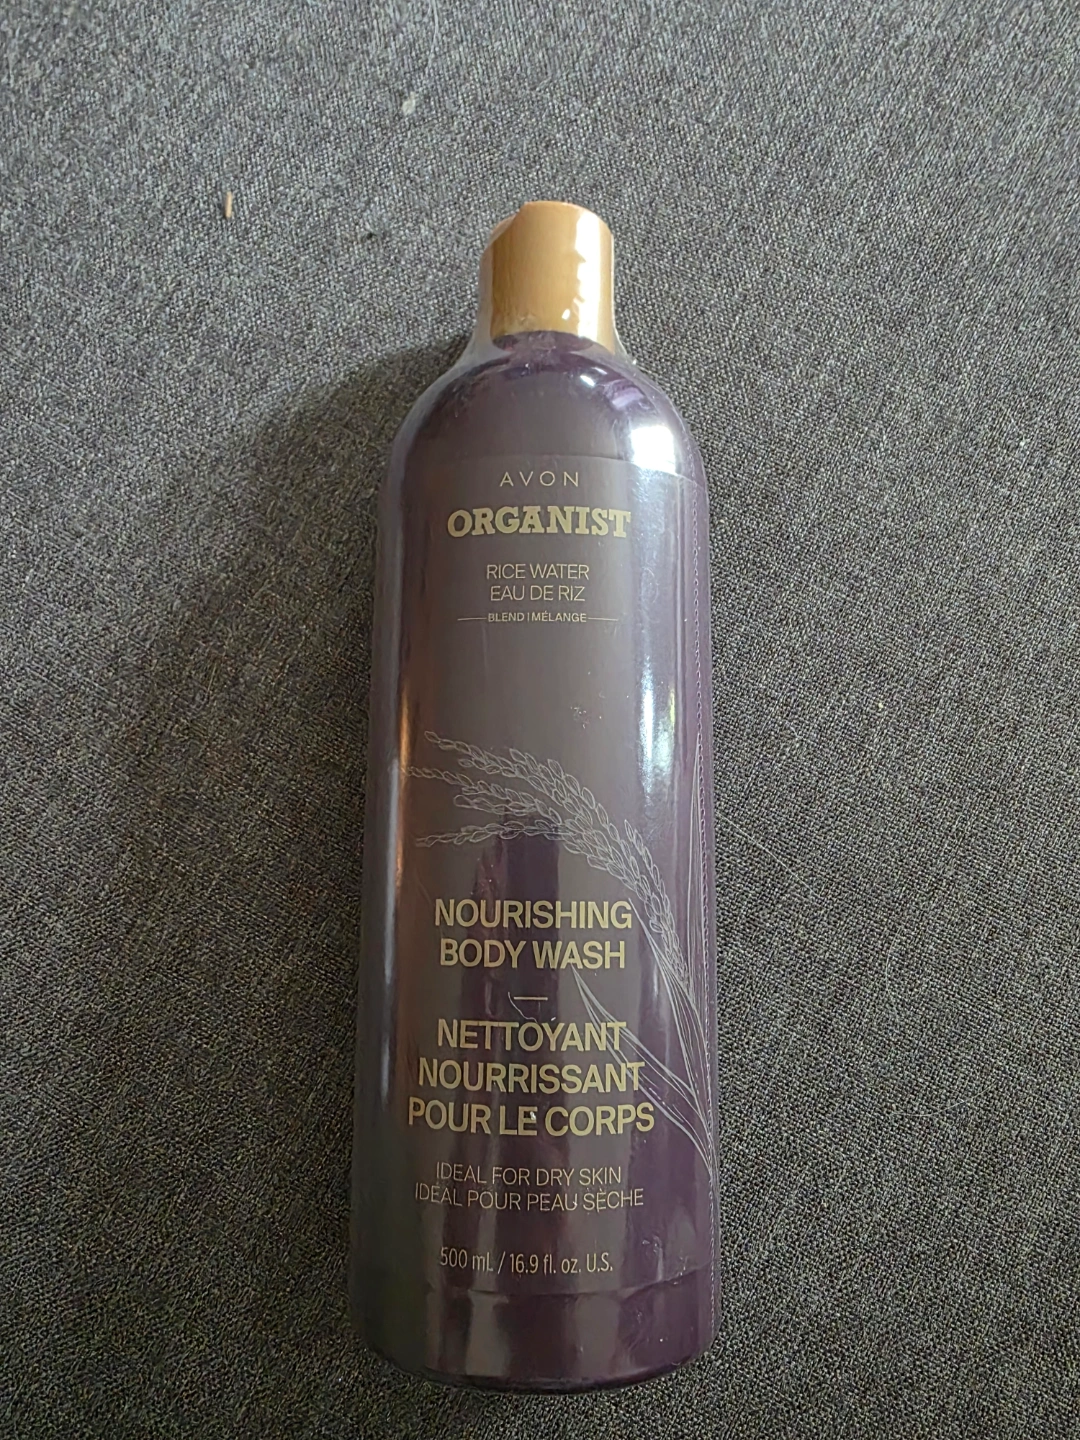 AVON
ORGANIST
RICE WATER
EAU DE RIZ
BLEND | MÉLANGE
NOURISHING
BODY WASH
NETTOYANT
NOURRISSANT
POUR LE CORPS
IDEAL FOR DRY SKIN
IDÉAL POUR PEAU SÈCHE
500 ml. / 16.9 fl. oz. U.S.